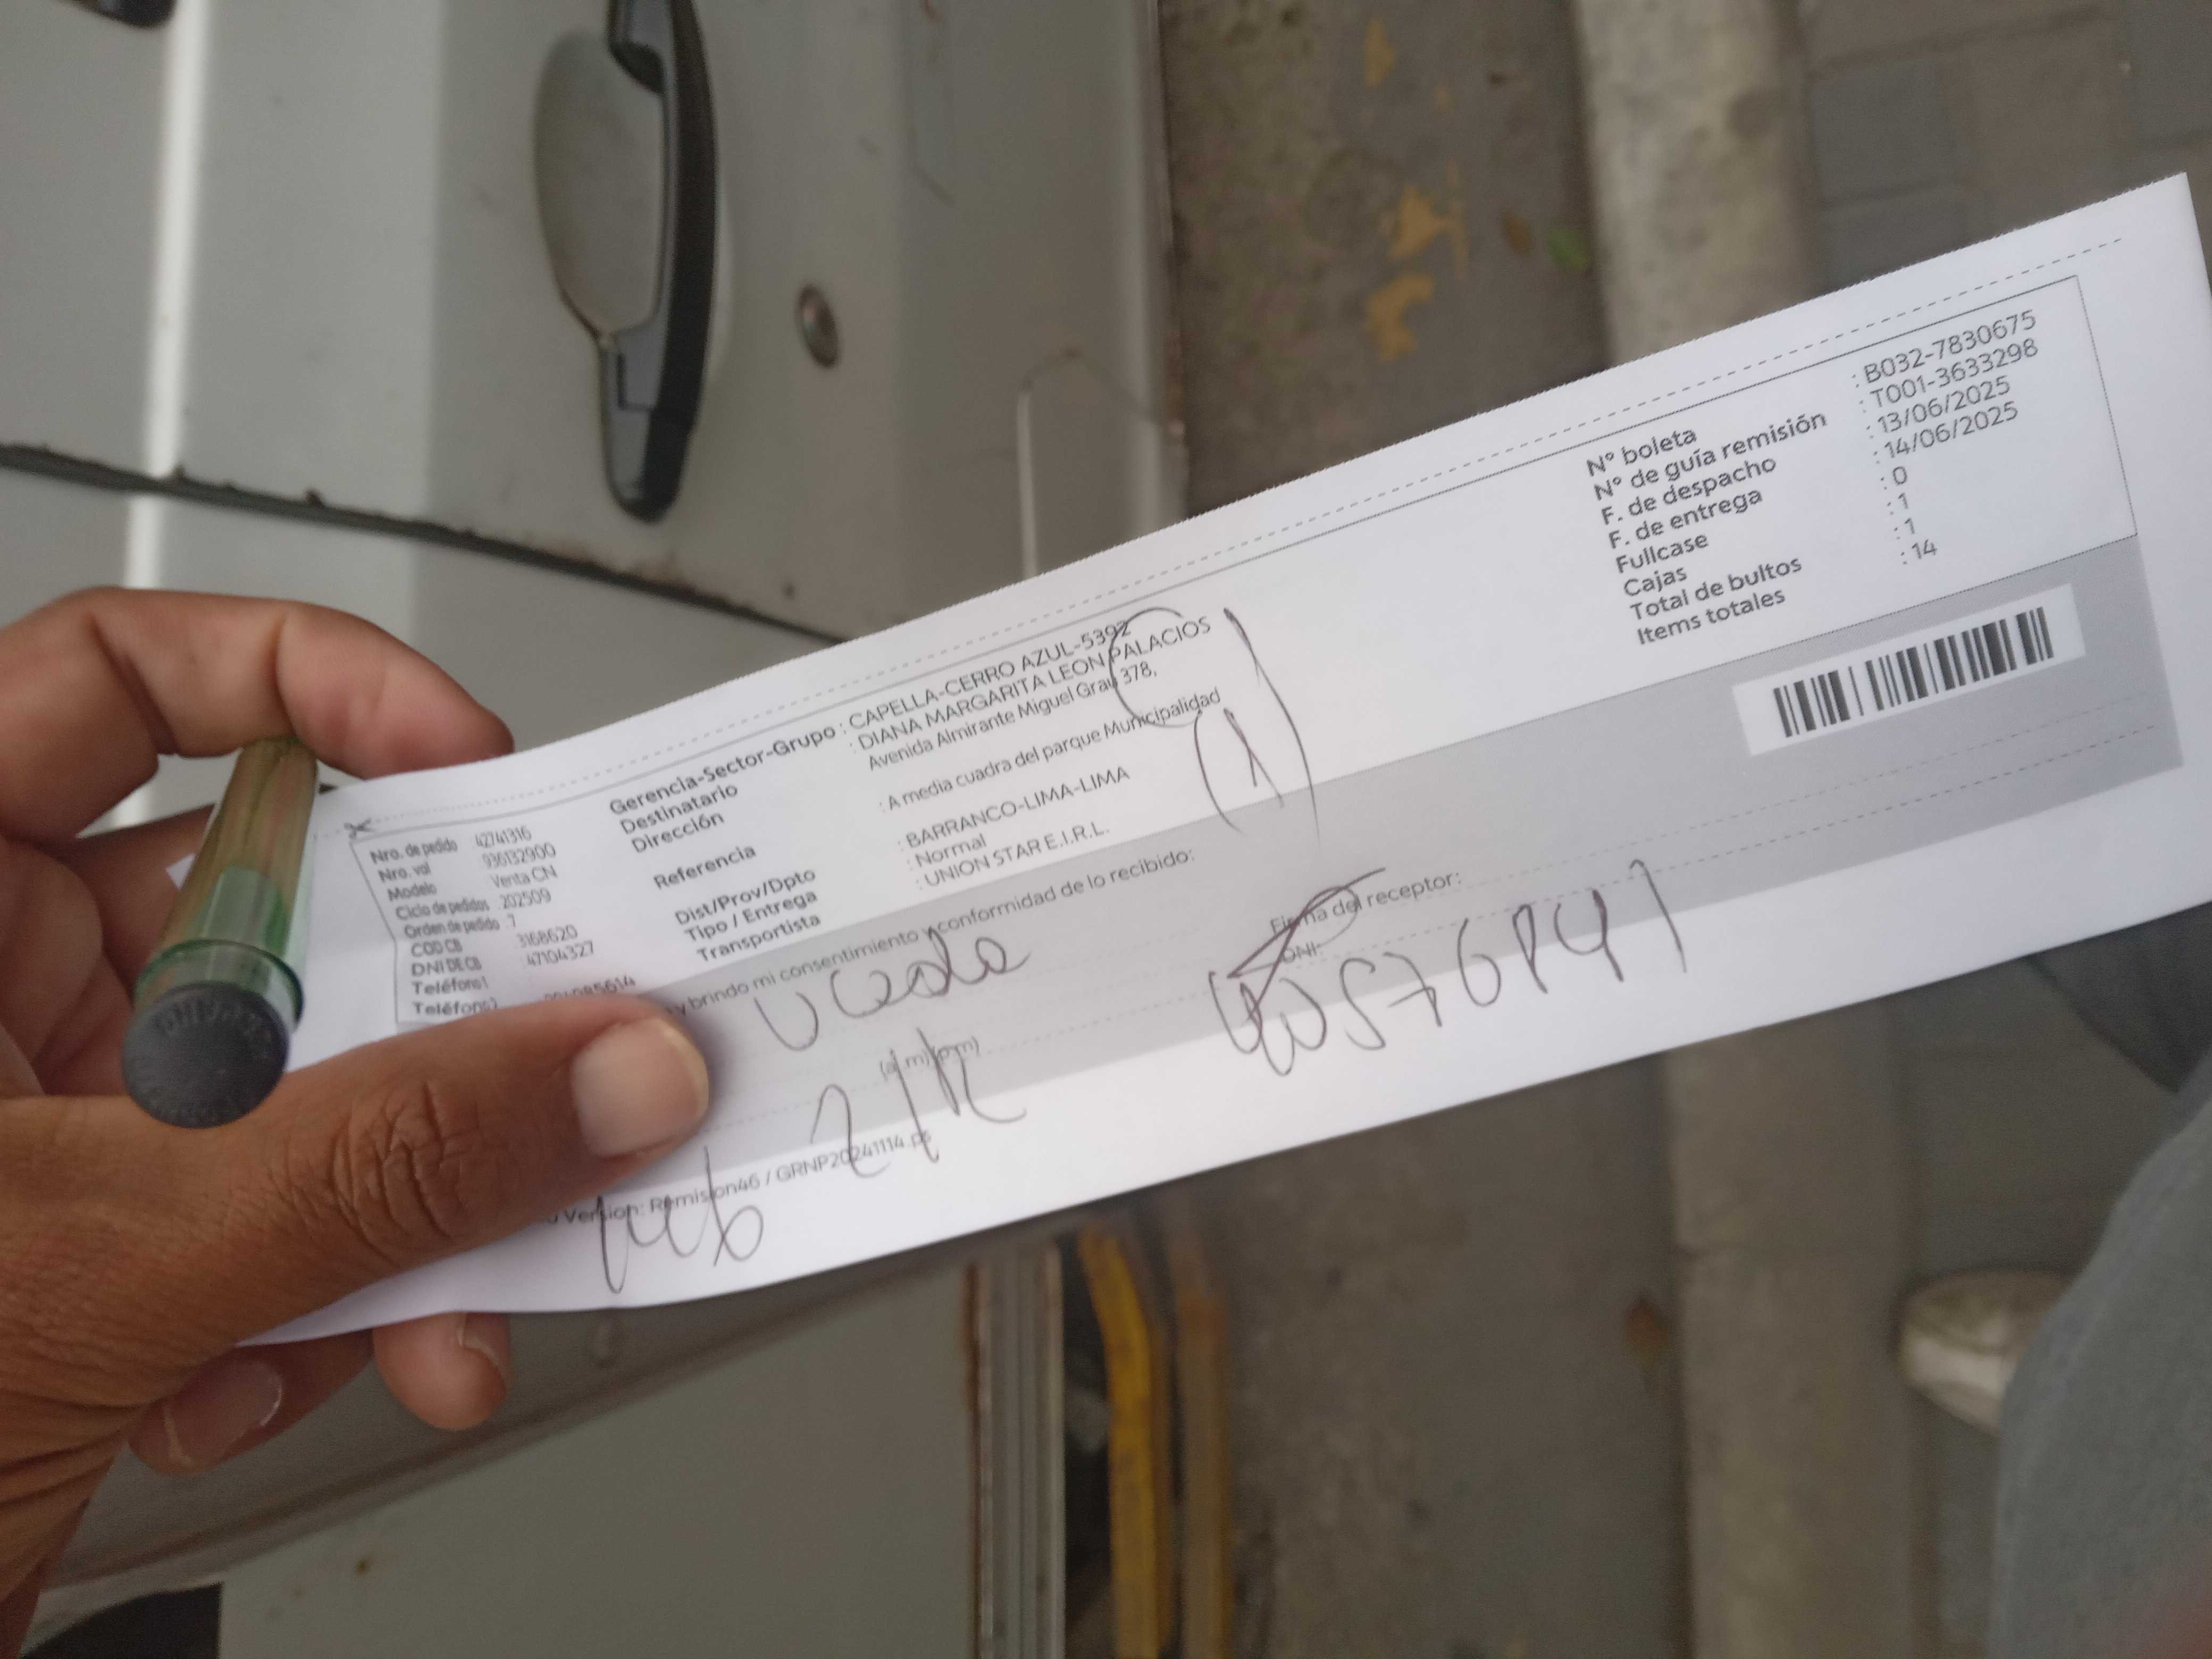 Nro. de pedido 42741316
Nro. val 936132900
Modelo Venta CN
Ciclo de pedidos 202509
Orden de pedido 7
COD CB 3168620
DNI DE CB 47104327
Teléfono1
Teléfono2
Gerencia-Sector-Grupo : CAPELLA-CERRO AZUL-5392
Destinatario : DIANA MARGARITA LEON PALACIOS
Dirección Avenida Almirante Miguel Grau 378,
Referencia : A media cuadra del parque Municipalidad
Dist/Prov/Dpto : BARRANCO-LIMA-LIMA
Tipo / Entrega : Normal
Transportista : UNION STAR E.I.R.L.
N° boleta : B032-7830675
N° de guía remisión : T001-3633298
F. de despacho : 13/06/2025
F. de entrega : 14/06/2025
Fullcase : 0
Cajas : 1
Total de bultos : 1
Items totales : 14
y brindo mi consentimiento y conformidad de lo recibido:
(a.m) (p.m)
Firma del receptor:
DNI:
Version: Remision46 / GRNP20241114.ps